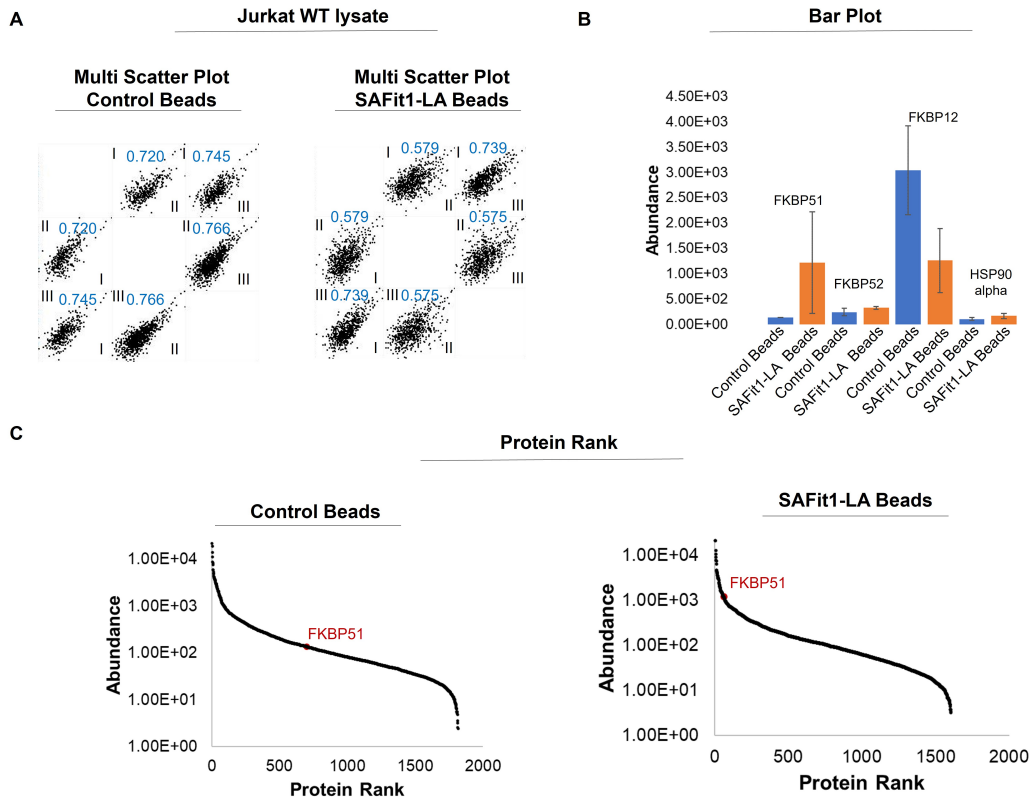 A
Jurkat WT lysate
Multi Scatter Plot
Control Beads
Multi Scatter Plot
SAFit1-LA Beads
I 0.720 I 0.745
II III
II 0.720 II 0.766
I III
III 0.745 III 0.766
I II
I 0.579 I 0.739
II III
II 0.579 II 0.575
I III
III 0.739 III 0.575
I II
B
Bar Plot
Abundance
4.50E+03
4.00E+03
3.50E+03
3.00E+03
2.50E+03
2.00E+03
1.50E+03
1.00E+03
5.00E+02
0.00E+00
FKBP51
FKBP52
FKBP12
HSP90
alpha
Control Beads
SAFit1-LA Beads
Control Beads
SAFit1-LA Beads
Control Beads
SAFit1-LA Beads
Control Beads
SAFit1-LA Beads
C
Protein Rank
Control Beads
Abundance
1.00E+04
1.00E+03
1.00E+02
1.00E+01
1.00E+00
FKBP51
0 500 1000 1500 2000
Protein Rank
SAFit1-LA Beads
Abundance
1.00E+04
1.00E+03
1.00E+02
1.00E+01
1.00E+00
FKBP51
0 500 1000 1500 2000
Protein Rank